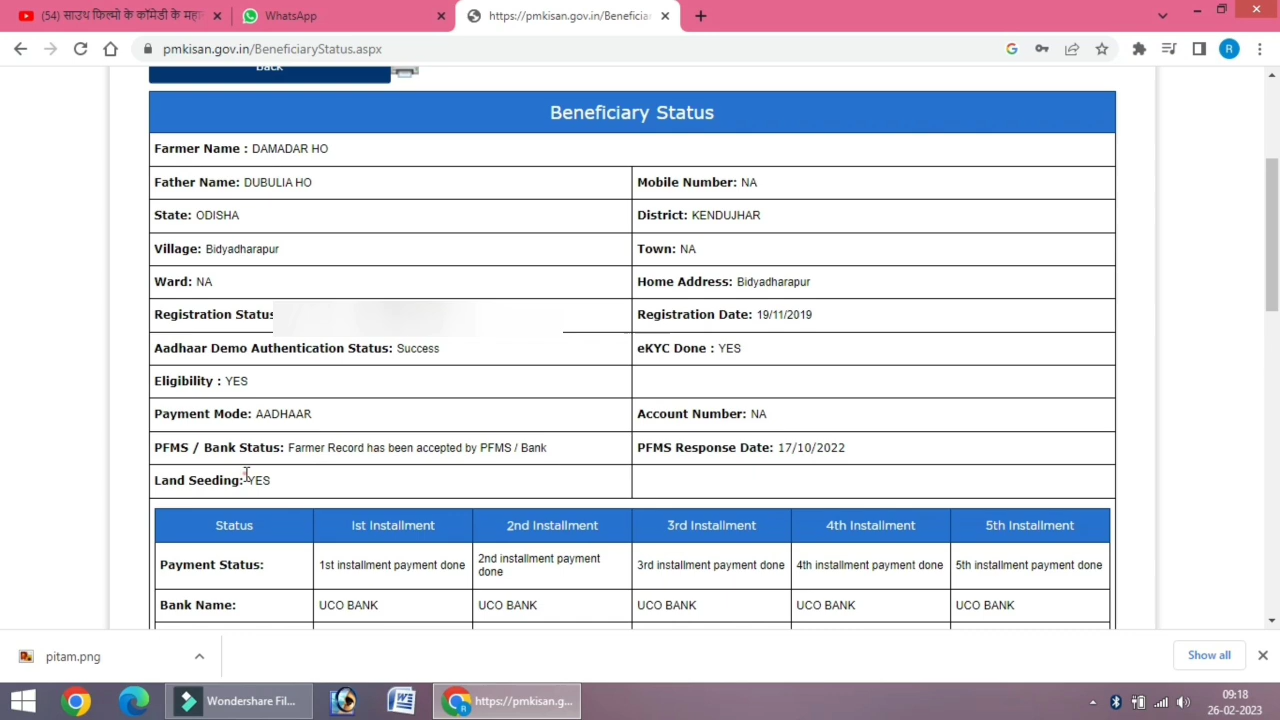 (54) साउथ फिल्मो के कॉमेडी के महा
WhatsApp
https://pmkisan.gov.in/Beneficiar
pmkisan.gov.in/BeneficiaryStatus.aspx
R
Back
Beneficiary Status
Farmer Name : DAMADAR HO
Father Name: DUBULIA HO
Mobile Number: NA
State: ODISHA
District: KENDUJHAR
Village: Bidyadharapur
Town: NA
Ward: NA
Home Address: Bidyadharapur
Registration Status
Registration Date: 19/11/2019
Aadhaar Demo Authentication Status: Success
eKYC Done : YES
Eligibility : YES
Payment Mode: AADHAAR
Account Number: NA
PFMS / Bank Status: Farmer Record has been accepted by PFMS / Bank
PFMS Response Date: 17/10/2022
Land Seeding: YES
Status Ist Installment 2nd Installment 3rd Installment 4th Installment 5th Installment
Payment Status: 1st installment payment done 2nd installment payment done 3rd installment payment done 4th installment payment done 5th installment payment done
Bank Name: UCO BANK UCO BANK UCO BANK UCO BANK UCO BANK
pitam.png
Show all
Wondershare Fil...
https://pmkisan.g...
09:18
26-02-2023